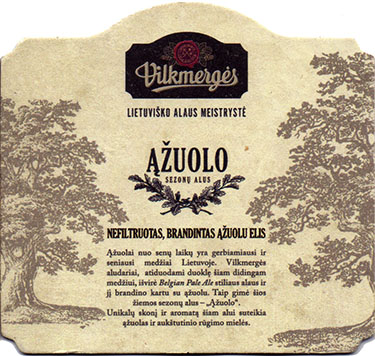 Vilkmergės
LIETUVIŠKO ALAUS MEISTRYSTĖ
ĄŽUOLO
SEZONŲ ALUS
NEFILTRUOTAS, BRANDINTAS ĄŽUOLU ELIS
Ąžuolai nuo senų laikų yra gerbiamiausi ir
seniausi medžiai Lietuvoje. Vilkmergės
aludariai, atiduodami duoklę šiam didingam
medžiui, išvirė Belgian Pale Ale stiliaus alaus ir
jį brandino kartu su ąžuolu. Taip gimė šios
žiemos sezonų alus – „Ąžuolo".
Unikalų skonį ir aromatą šiam alui suteikia
ąžuolas ir aukštutinio rūgimo mielės.